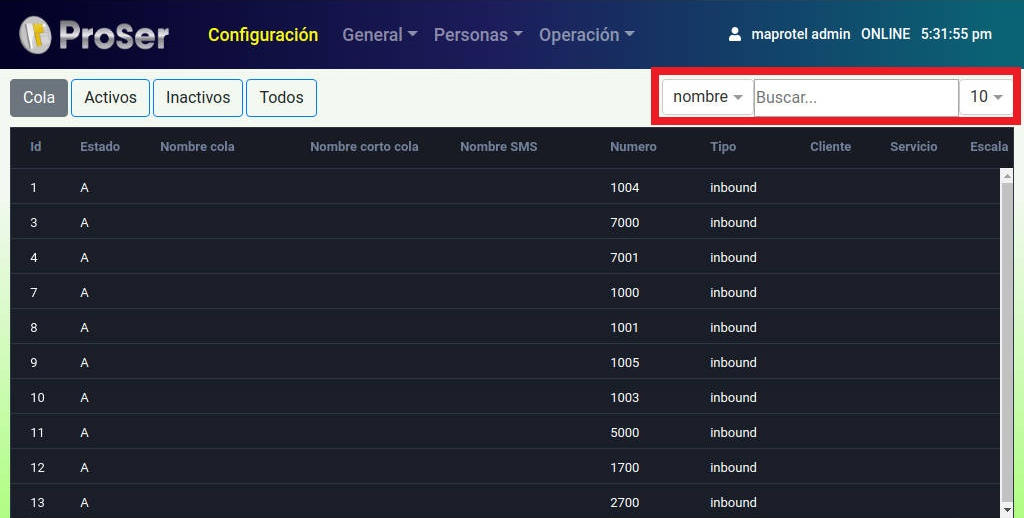 ProSer Configuración General Personas Operación maprotel admin ONLINE 5:31:55 pm
Cola Activos Inactivos Todos nombre Buscar... 10
Id Estado Nombre cola Nombre corto cola Nombre SMS Numero Tipo Cliente Servicio Escala
1 A 1004 inbound
3 A 7000 inbound
4 A 7001 inbound
7 A 1000 inbound
8 A 1001 inbound
9 A 1005 inbound
10 A 1003 inbound
11 A 5000 inbound
12 A 1700 inbound
13 A 2700 inbound